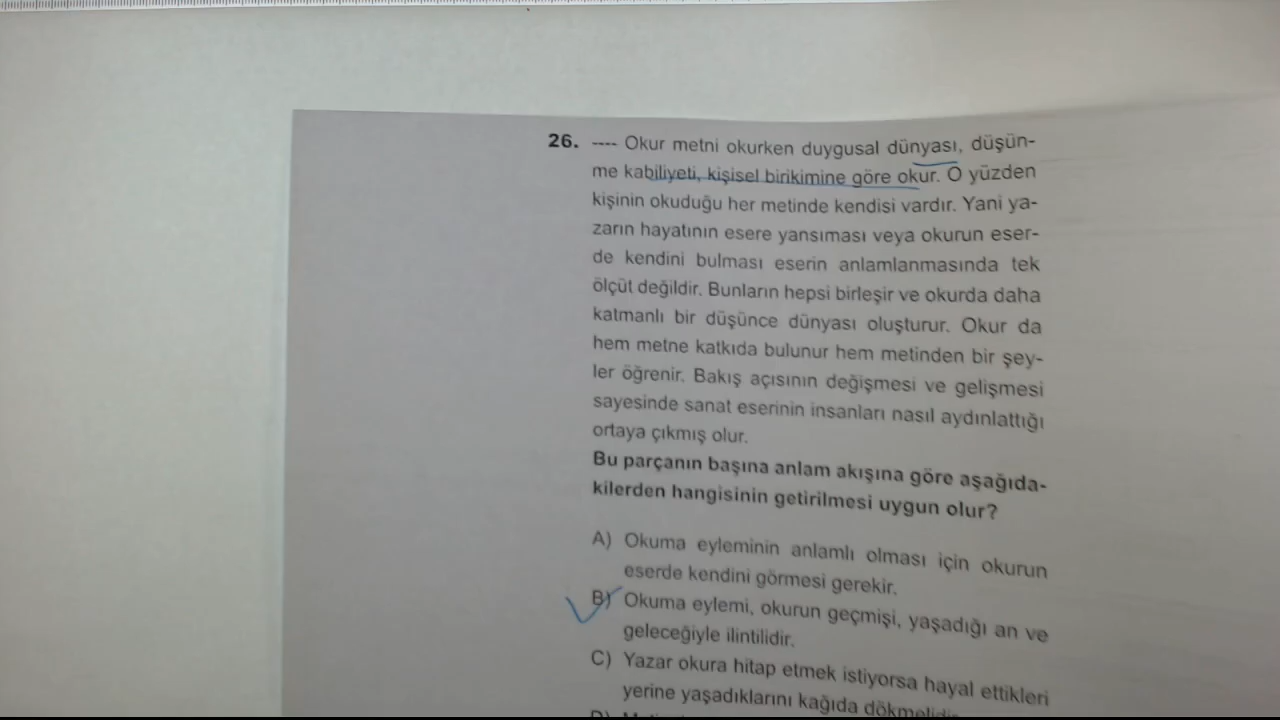 26. ---- Okur metni okurken duygusal dünyası, düşün-
me kabiliyeti, kişisel birikimine göre okur. O yüzden
kişinin okuduğu her metinde kendisi vardır. Yani ya-
zarın hayatının esere yansıması veya okurun eser-
de kendini bulması eserin anlamlanmasında tek
ölçüt değildir. Bunların hepsi birleşir ve okurda daha
katmanlı bir düşünce dünyası oluşturur. Okur da
hem metne katkıda bulunur hem metinden bir şey-
ler öğrenir. Bakış açısının değişmesi ve gelişmesi
sayesinde sanat eserinin insanları nasıl aydınlattığı
ortaya çıkmış olur.
Bu parçanın başına anlam akışına göre aşağıda-
kilerden hangisinin getirilmesi uygun olur?
A) Okuma eyleminin anlamlı olması için okurun
eserde kendini görmesi gerekir.
B) Okuma eylemi, okurun geçmişi, yaşadığı an ve
geleceğiyle ilintilidir.
C) Yazar okura hitap etmek istiyorsa hayal ettikleri
yerine yaşadıklarını kağıda dökmelidir.
D)